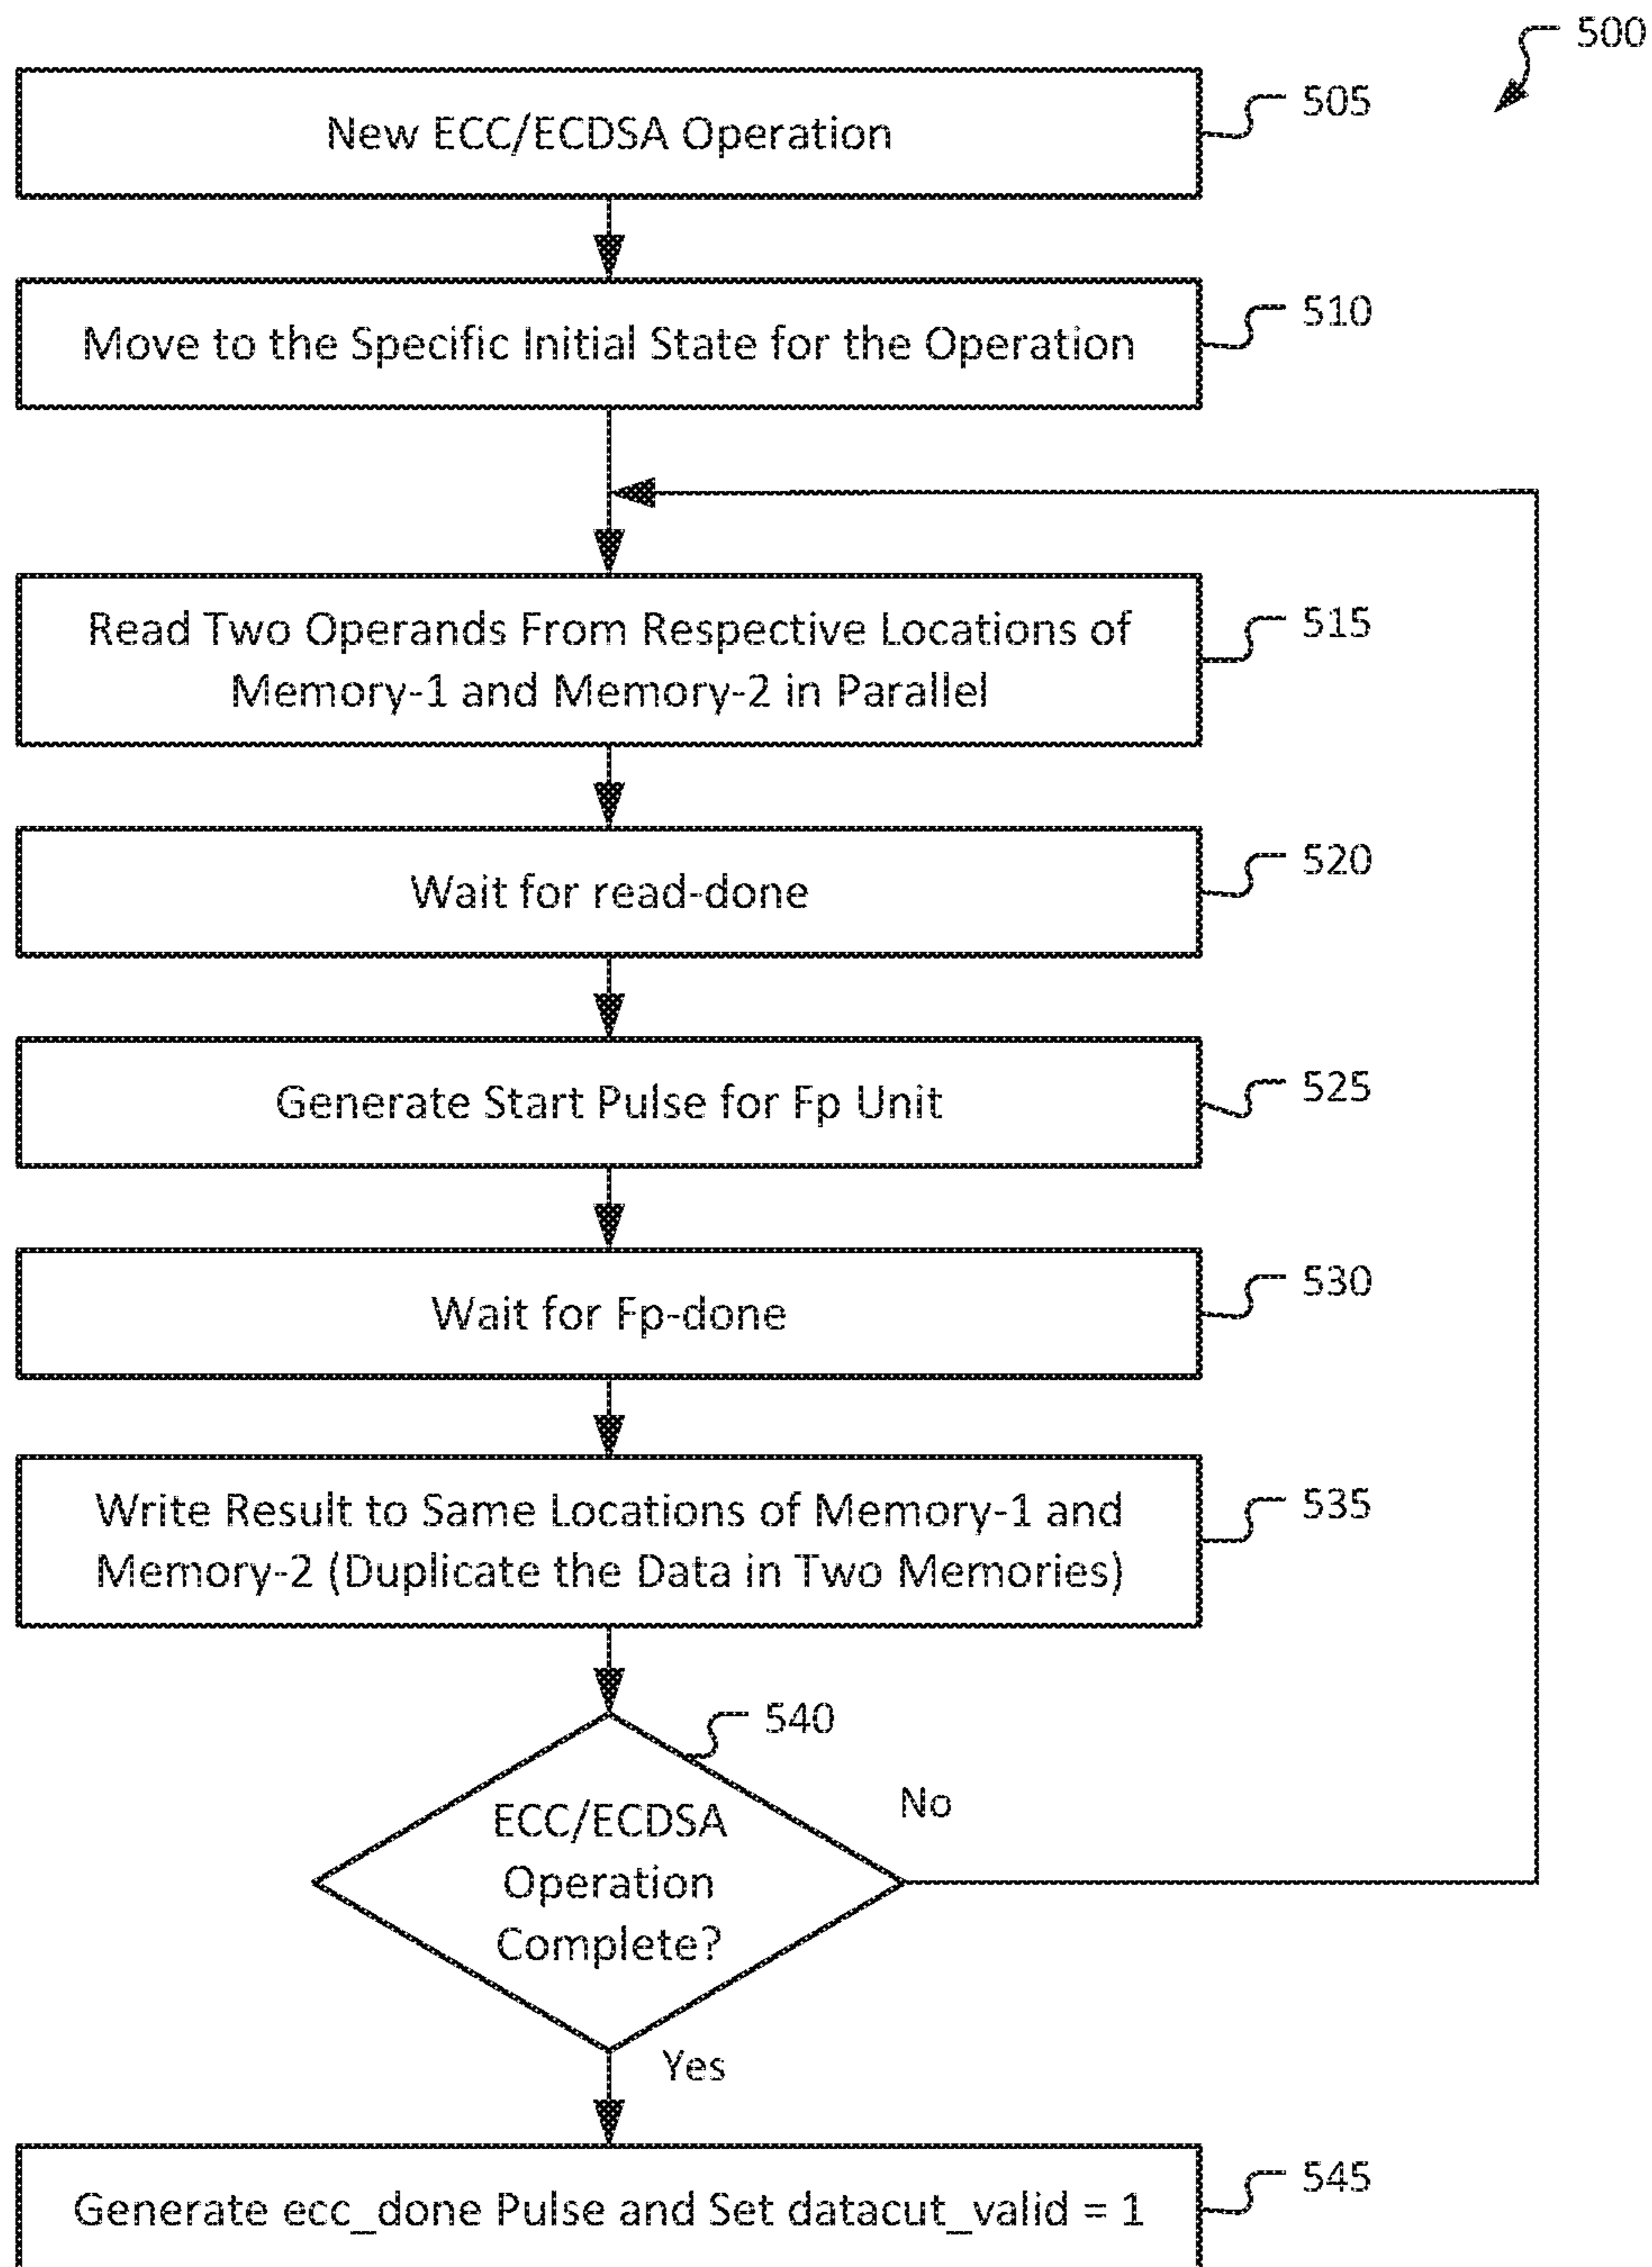 500
New ECC/ECDSA Operation
505
Move to the Specific Initial State for the Operation
510
Read Two Operands From Respective Locations of
Memory-1 and Memory-2 in Parallel
515
Wait for read-done
520
Generate Start Pulse for Fp Unit
525
Wait for Fp-done
530
Write Result to Same Locations of Memory-1 and
Memory-2 (Duplicate the Data in Two Memories)
535
540
ECC/ECDSA
Operation
Complete?
No
Yes
Generate ecc_done Pulse and Set datacut_valid = 1
545